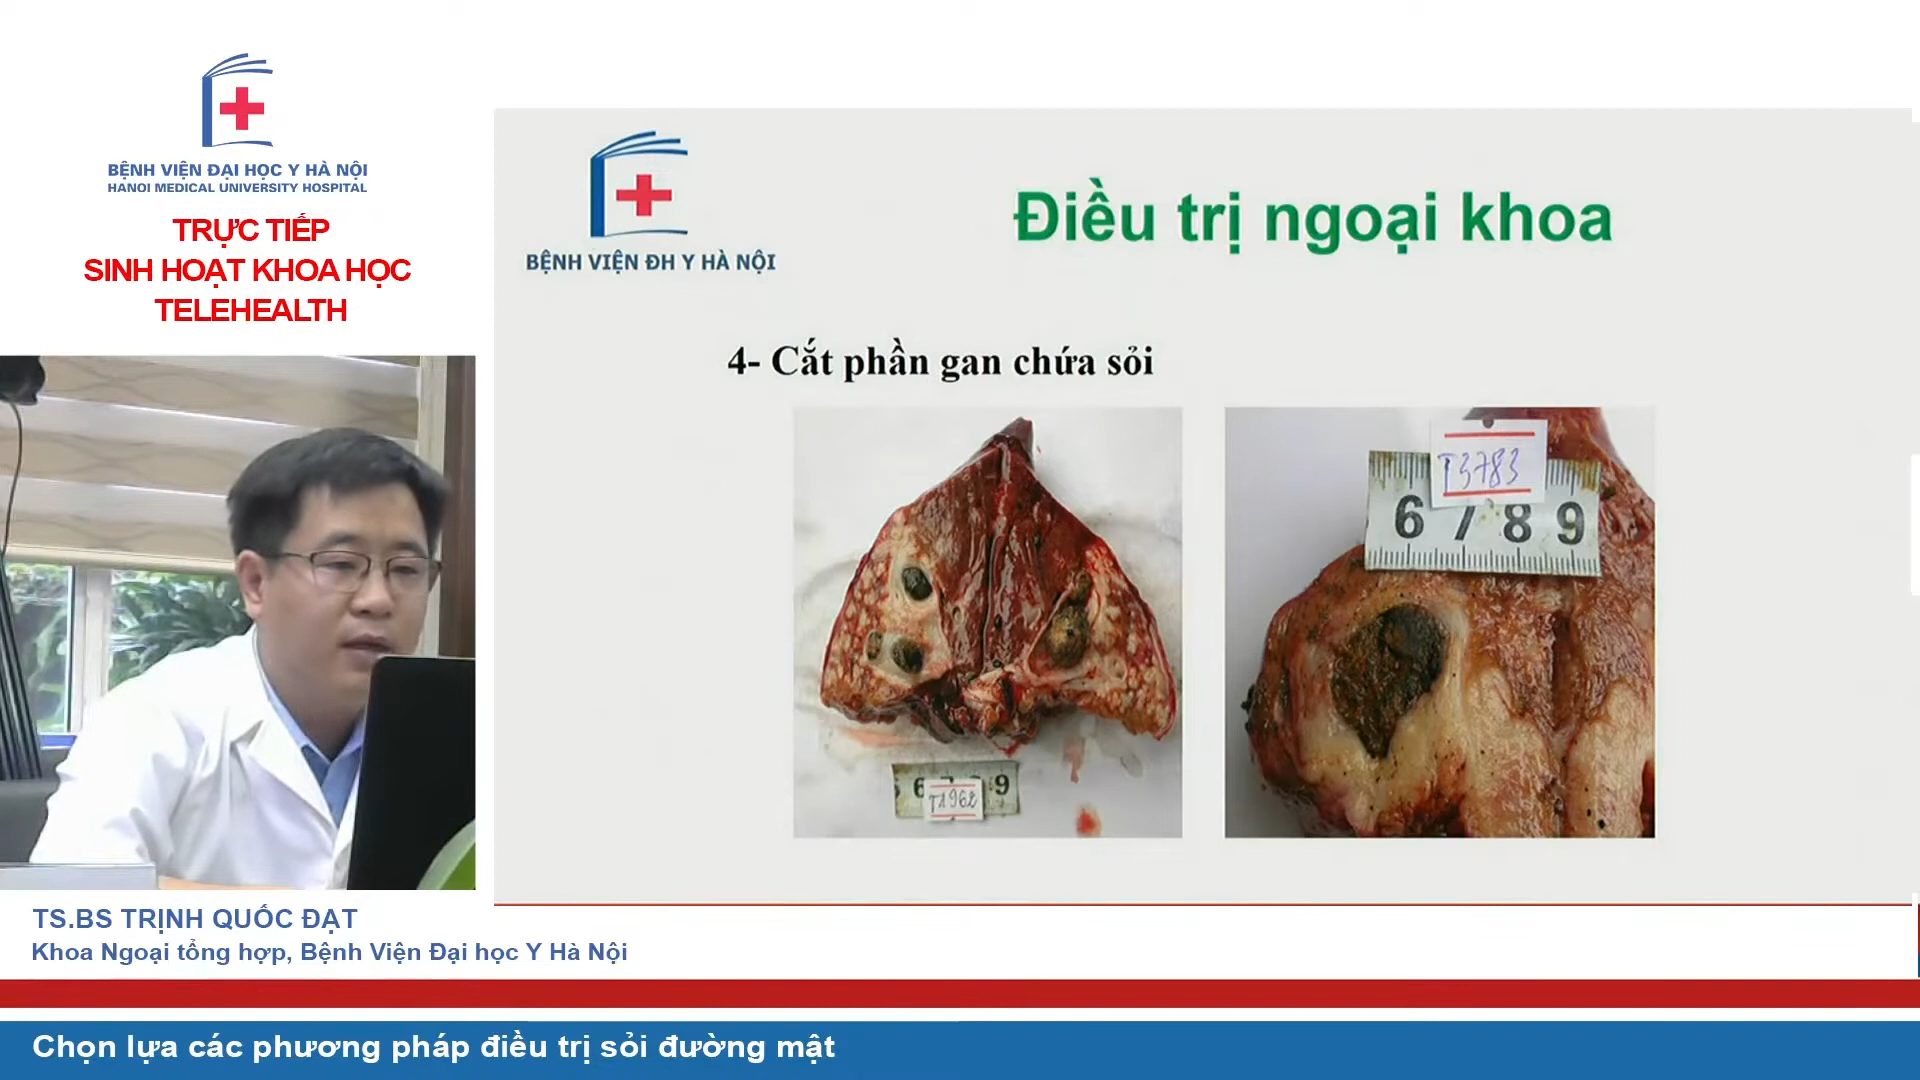 BỆNH VIỆN ĐẠI HỌC Y HÀ NỘI
HANOI MEDICAL UNIVERSITY HOSPITAL
TRỰC TIẾP
SINH HOẠT KHOA HỌC
TELEHEALTH
BỆNH VIỆN ĐH Y HÀ NỘI
Điều trị ngoại khoa
4- Cắt phần gan chứa sỏi
T3783
6 7 8 9
6 9
T1962
TS.BS TRỊNH QUỐC ĐẠT
Khoa Ngoại tổng hợp, Bệnh Viện Đại học Y Hà Nội
Chọn lựa các phương pháp điều trị sỏi đường mật